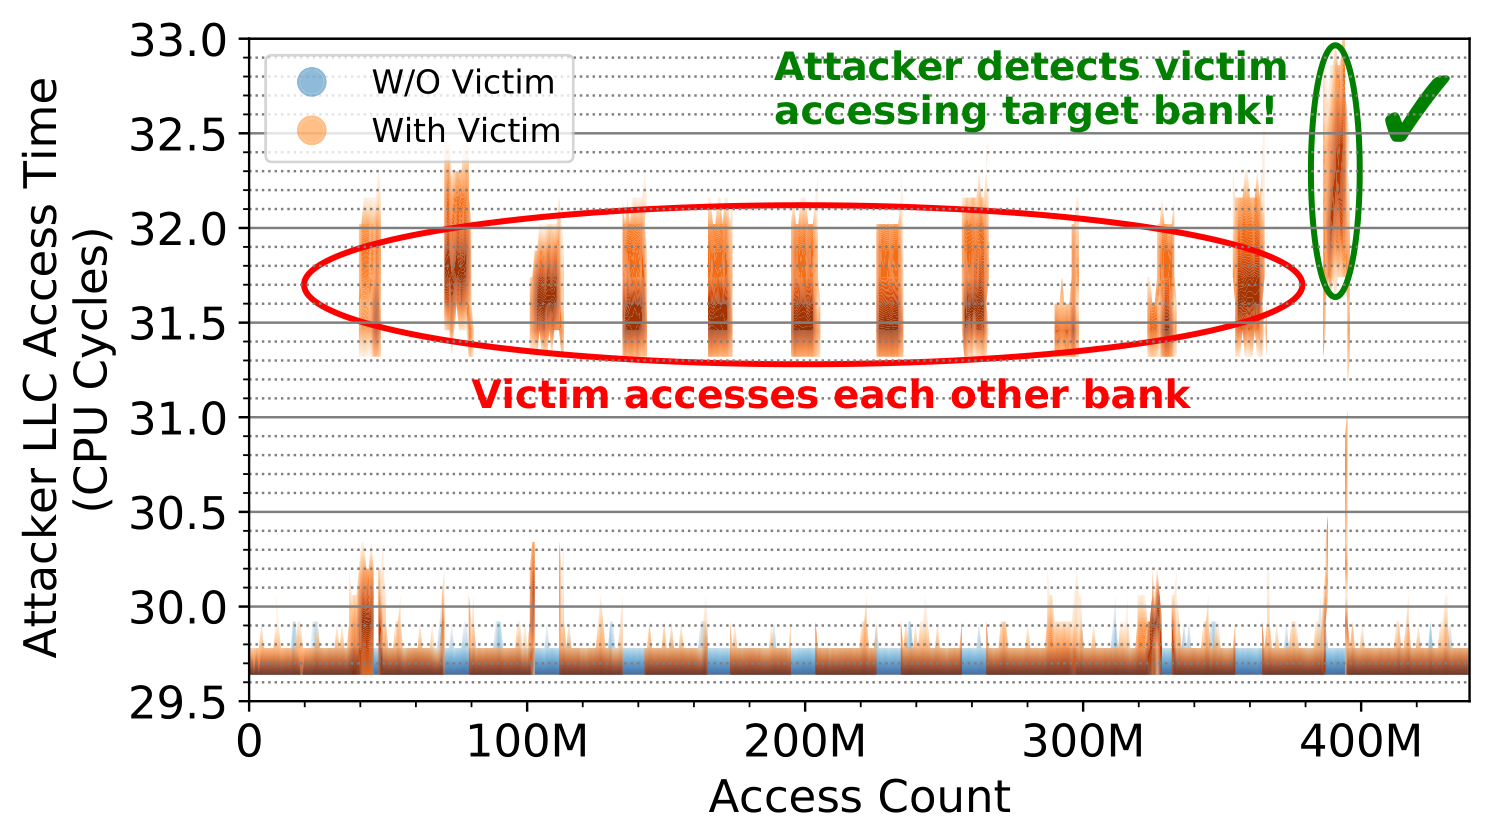 33.0
32.5
32.0
31.5
31.0
30.5
30.0
29.5
Attacker LLC Access Time
(CPU Cycles)
W/O Victim
With Victim
Attacker detects victim
accessing target bank!
✓
Victim accesses each other bank
0
100M
200M
300M
400M
Access Count